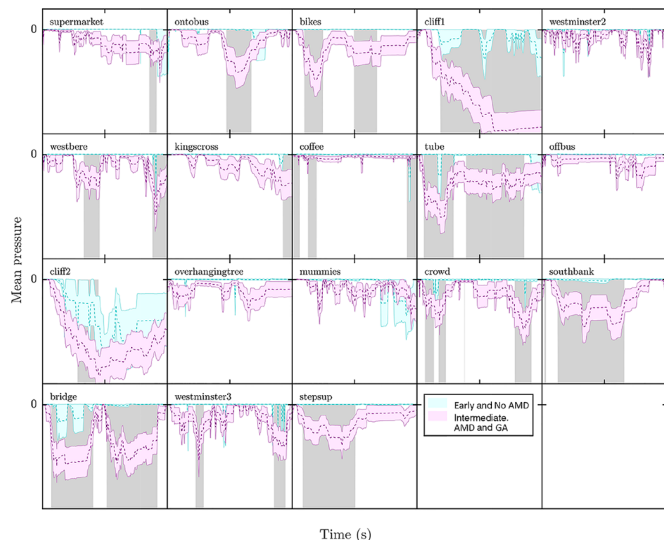 supermarket
ontobus
bikes
cliff1
westminster2
0
westbere
kingscross
coffee
tube
offbus
0
cliff2
overhangingtree
mummies
crowd
southbank
0
bridge
westminster3
stepsup
0
Early and No AMD
Intermediate.
AMD and GA
Mean pressure
Time (s)